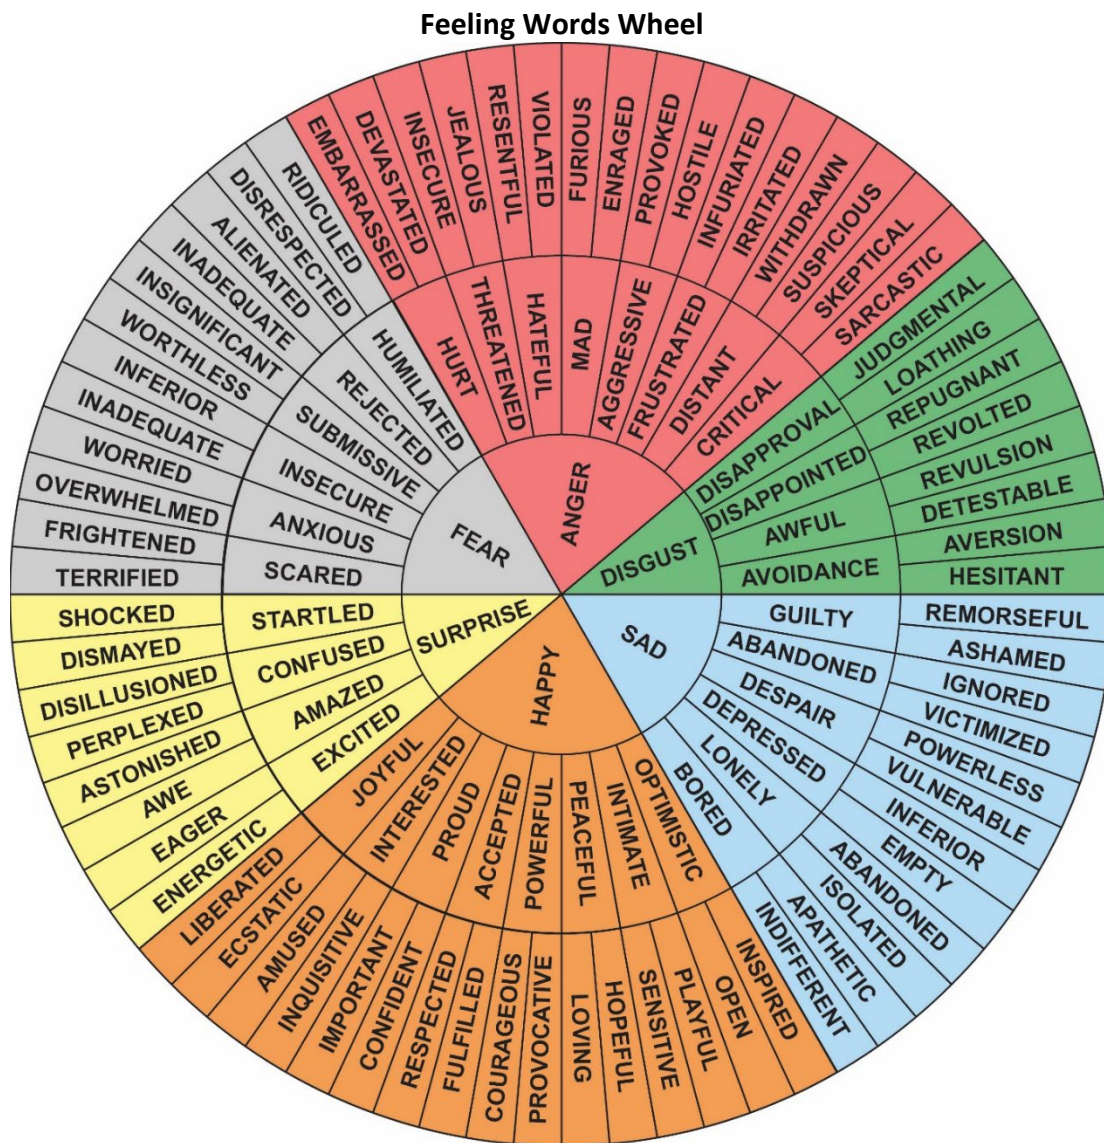 Feeling Words Wheel
ANGER
DISGUST
SAD
HAPPY
SURPRISE
FEAR
HURT
THREATENED
HATEFUL
MAD
AGGRESSIVE
FRUSTRATED
DISTANT
CRITICAL
DISAPPROVAL
DISAPPOINTED
AWFUL
AVOIDANCE
GUILTY
ABANDONED
DESPAIR
DEPRESSED
LONELY
BORED
OPTIMISTIC
INTIMATE
PEACEFUL
POWERFUL
ACCEPTED
PROUD
INTERESTED
JOYFUL
EXCITED
AMAZED
CONFUSED
STARTLED
SCARED
ANXIOUS
INSECURE
SUBMISSIVE
REJECTED
HUMILIATED
EMBARRASSED
DEVASTATED
INSECURE
JEALOUS
RESENTFUL
VIOLATED
FURIOUS
ENRAGED
PROVOKED
HOSTILE
INFURIATED
IRRITATED
WITHDRAWN
SUSPICIOUS
SKEPTICAL
SARCASTIC
JUDGMENTAL
LOATHING
REPUGNANT
REVOLTED
REVULSION
DETESTABLE
AVERSION
HESITANT
REMORSEFUL
ASHAMED
IGNORED
VICTIMIZED
POWERLESS
VULNERABLE
INFERIOR
EMPTY
ABANDONED
ISOLATED
APATHETIC
INDIFFERENT
INSPIRED
OPEN
PLAYFUL
SENSITIVE
HOPEFUL
LOVING
PROVOCATIVE
COURAGEOUS
FULFILLED
RESPECTED
CONFIDENT
IMPORTANT
INQUISITIVE
AMUSED
ECSTATIC
LIBERATED
ENERGETIC
EAGER
AWE
ASTONISHED
PERPLEXED
DISILLUSIONED
DISMAYED
SHOCKED
TERRIFIED
FRIGHTENED
OVERWHELMED
WORRIED
INADEQUATE
INFERIOR
WORTHLESS
INSIGNIFICANT
INADEQUATE
ALIENATED
DISRESPECTED
RIDICULED